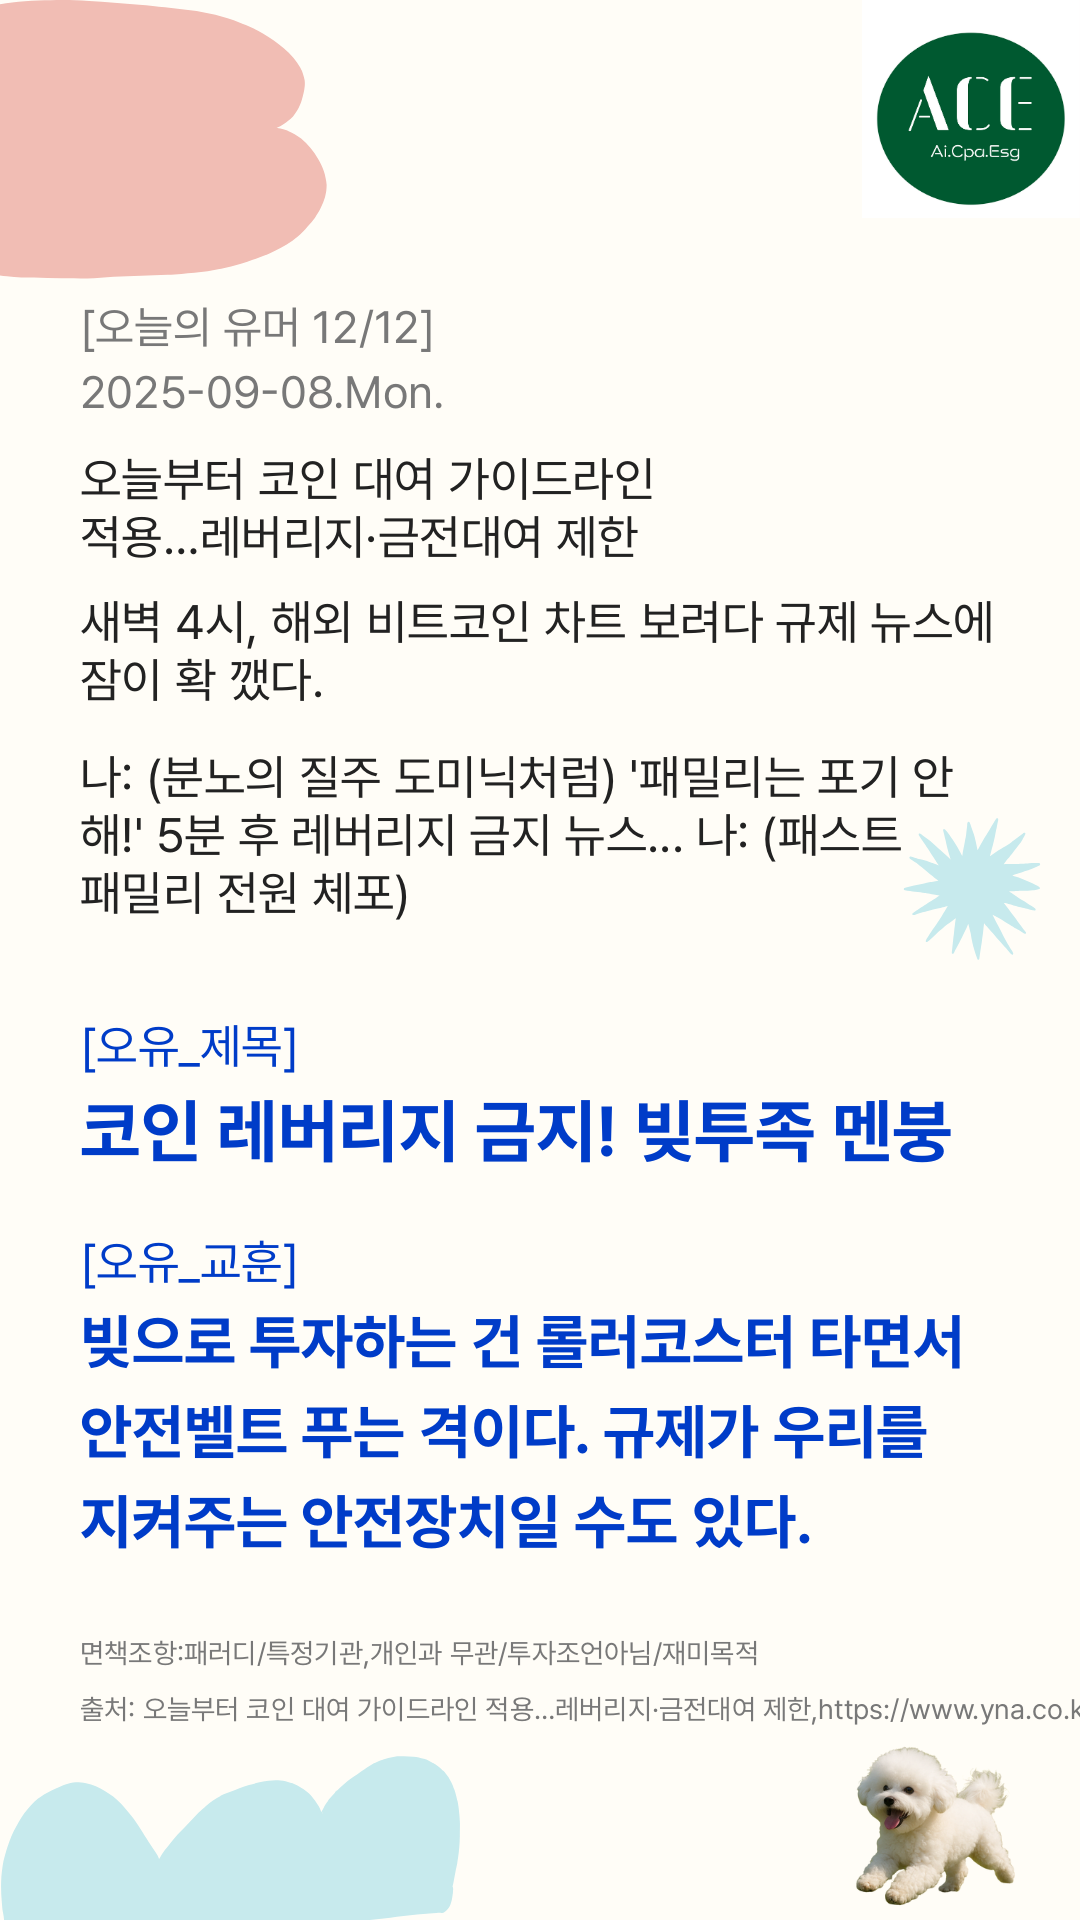 ACE
Ai.Cpa.Esg
[오늘의 유머 12/12]
2025-09-08.Mon.
오늘부터 코인 대여 가이드라인
적용…레버리지·금전대여 제한
새벽 4시, 해외 비트코인 차트 보려다 규제 뉴스에
잠이 확 깼다.
나: (분노의 질주 도미닉처럼) '패밀리는 포기 안
해!' 5분 후 레버리지 금지 뉴스... 나: (패스트
패밀리 전원 체포)
[오유_제목]
코인 레버리지 금지! 빚투족 멘붕
[오유_교훈]
빚으로 투자하는 건 롤러코스터 타면서
안전벨트 푸는 격이다. 규제가 우리를
지켜주는 안전장치일 수도 있다.
면책조항:패러디/특정기관,개인과 무관/투자조언아님/재미목적
출처: 오늘부터 코인 대여 가이드라인 적용…레버리지·금전대여 제한,https://www.yna.co.k